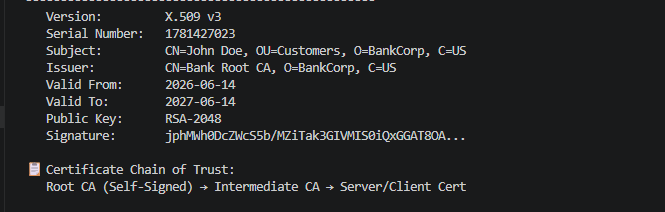 Version: X.509 v3
Serial Number: 1781427023
Subject: CN=John Doe, OU=Customers, O=BankCorp, C=US
Issuer: CN=Bank Root CA, O=BankCorp, C=US
Valid From: 2026-06-14
Valid To: 2027-06-14
Public Key: RSA-2048
Signature: jphMWh0DcZWcS5b/MZiTak3GIVMIS0iQxGGAT8OA...
Certificate Chain of Trust:
Root CA (Self-Signed) → Intermediate CA → Server/Client Cert